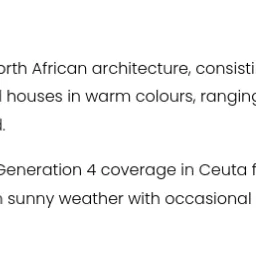 orth African architecture, consisti
houses in warm colours, ranging
Generation 4 coverage in Ceuta f
sunny weather with occasional